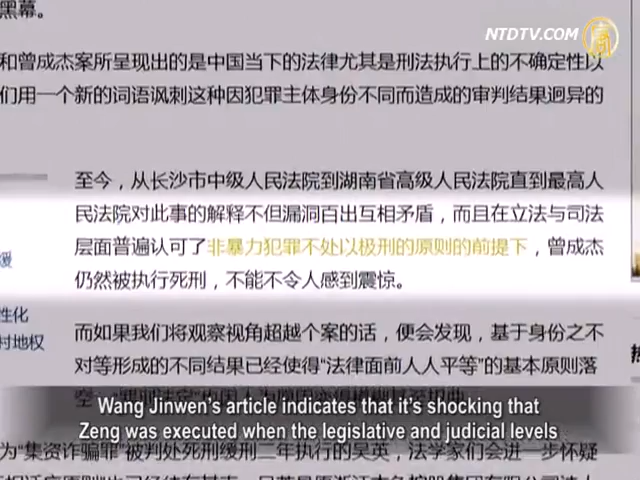 黑幕。
NTDTV.COM
和曾成杰案所呈现出的是中国当下的法律尤其是刑法执行上的不确定性以
们用一个新的词语讽刺这种因犯罪主体身份不同而造成的审判结果迥异的
至今，从长沙市中级人民法院到湖南省高级人民法院直到最高人
民法院对此事的解释不但漏洞百出互相矛盾，而且在立法与司法
层面普遍认可了非暴力犯罪不处以极刑的原则的前提下，曾成杰
仍然被执行死刑，不能不令人感到震惊。
缓
性化
村地权
而如果我们将观察视角超越个案的话，便会发现，基于身份之不
对等形成的不同结果已经使得“法律面前人人平等”的基本原则落
Wang Jinwen's article indicates that it's shocking that
Zeng was executed when the legislative and judicial levels
为“集资诈骗罪”被判处死刑缓刑二年执行的吴英，法学家们会进一步怀疑